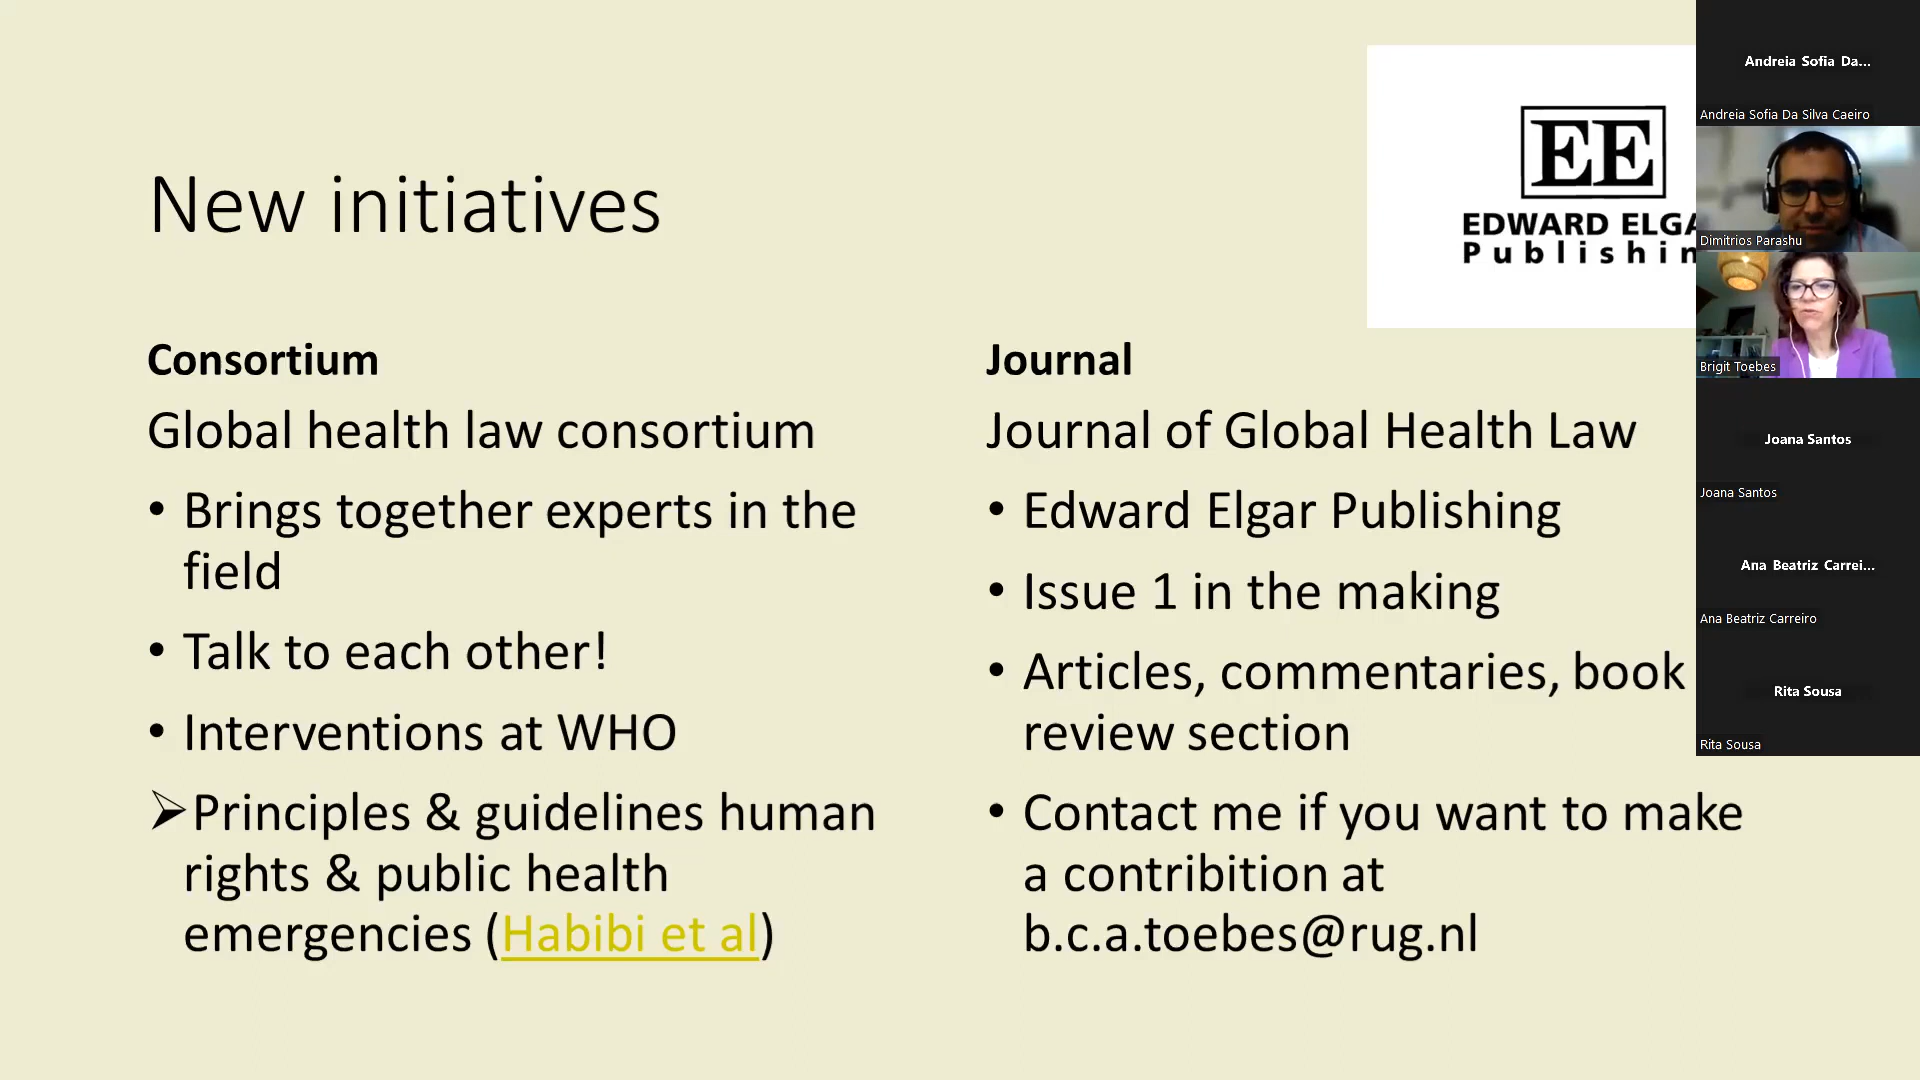 New initiatives
EE
EDWARD ELGA
Publishin
Consortium
Global health law consortium
• Brings together experts in the
field
• Talk to each other!
• Interventions at WHO
➢Principles & guidelines human
rights & public health
emergencies (Habibi et al)
Journal
Journal of Global Health Law
• Edward Elgar Publishing
• Issue 1 in the making
• Articles, commentaries, book
review section
• Contact me if you want to make
a contribition at
b.c.a.toebes@rug.nl
Andreia Sofia Da...
Andreia Sofia Da Silva Caeiro
Dimitrios Parashu
Brigit Toebes
Joana Santos
Joana Santos
Ana Beatriz Carrei...
Ana Beatriz Carreiro
Rita Sousa
Rita Sousa